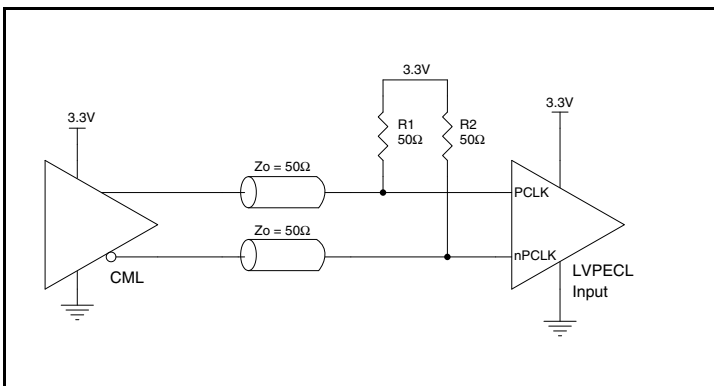 3.3V
3.3V
3.3V
R1
50Ω
R2
50Ω
Zo = 50Ω
PCLK
Zo = 50Ω
nPCLK
CML
LVPECL
Input